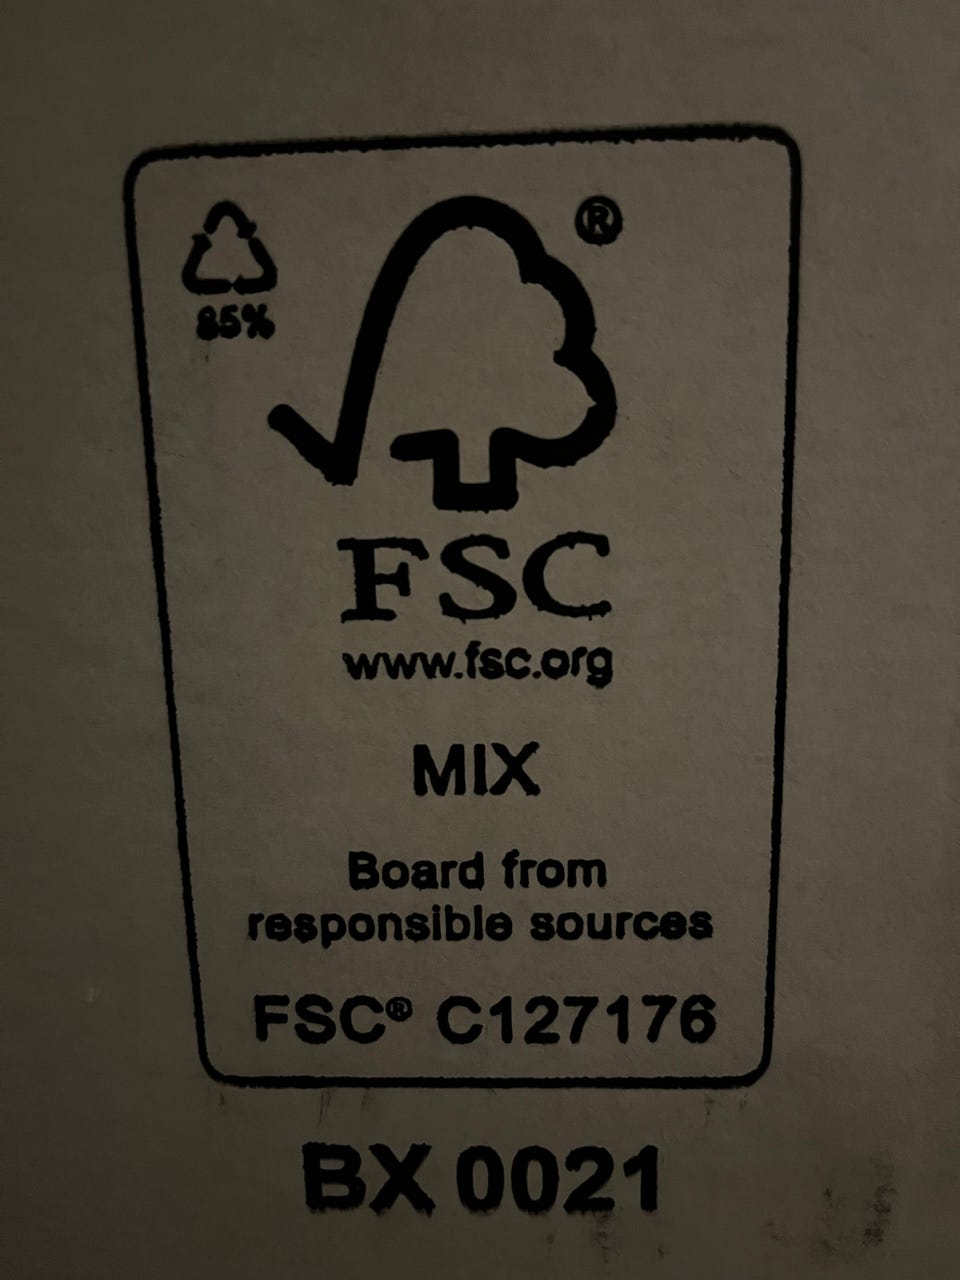 ®
85%
FSC
www.fsc.org
MIX
Board from
responsible sources
FSC® C127176
BX 0021